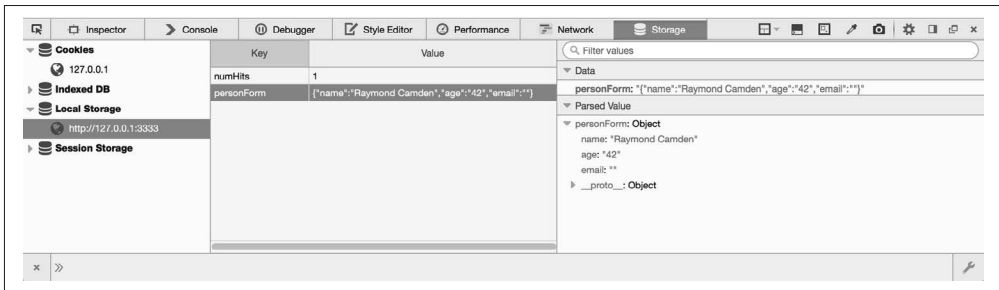 Inspector Console Debugger Style Editor Performance Network Storage
Cookies
127.0.0.1
Indexed DB
Local Storage
http://127.0.0.1:3333
Session Storage
Key Value
numHits 1
personForm {"name":"Raymond Camden","age":"42","email":""}
Filter values
Data
personForm: "{"name":"Raymond Camden","age":"42","email":""}"
Parsed Value
personForm: Object
name: "Raymond Camden"
age: "42"
email: ""
__proto__: Object